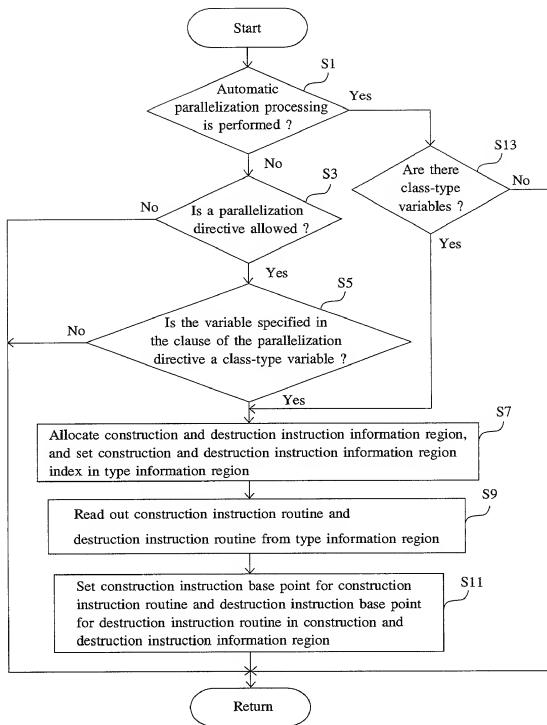 Start
S1
Automatic
parallelization processing
is performed ?
Yes
No
S13
Are there
class-type
variables ?
No
Yes
S3
Is a parallelization
directive allowed ?
No
Yes
S5
Is the variable specified in
the clause of the parallelization
directive a class-type variable ?
No
Yes
S7
Allocate construction and destruction instruction information region,
and set construction and destruction instruction information region
index in type information region
S9
Read out construction instruction routine and
destruction instruction routine from type information region
S11
Set construction instruction base point for construction
instruction routine and destruction instruction base point
for destruction instruction routine in construction and
destruction instruction information region
Return